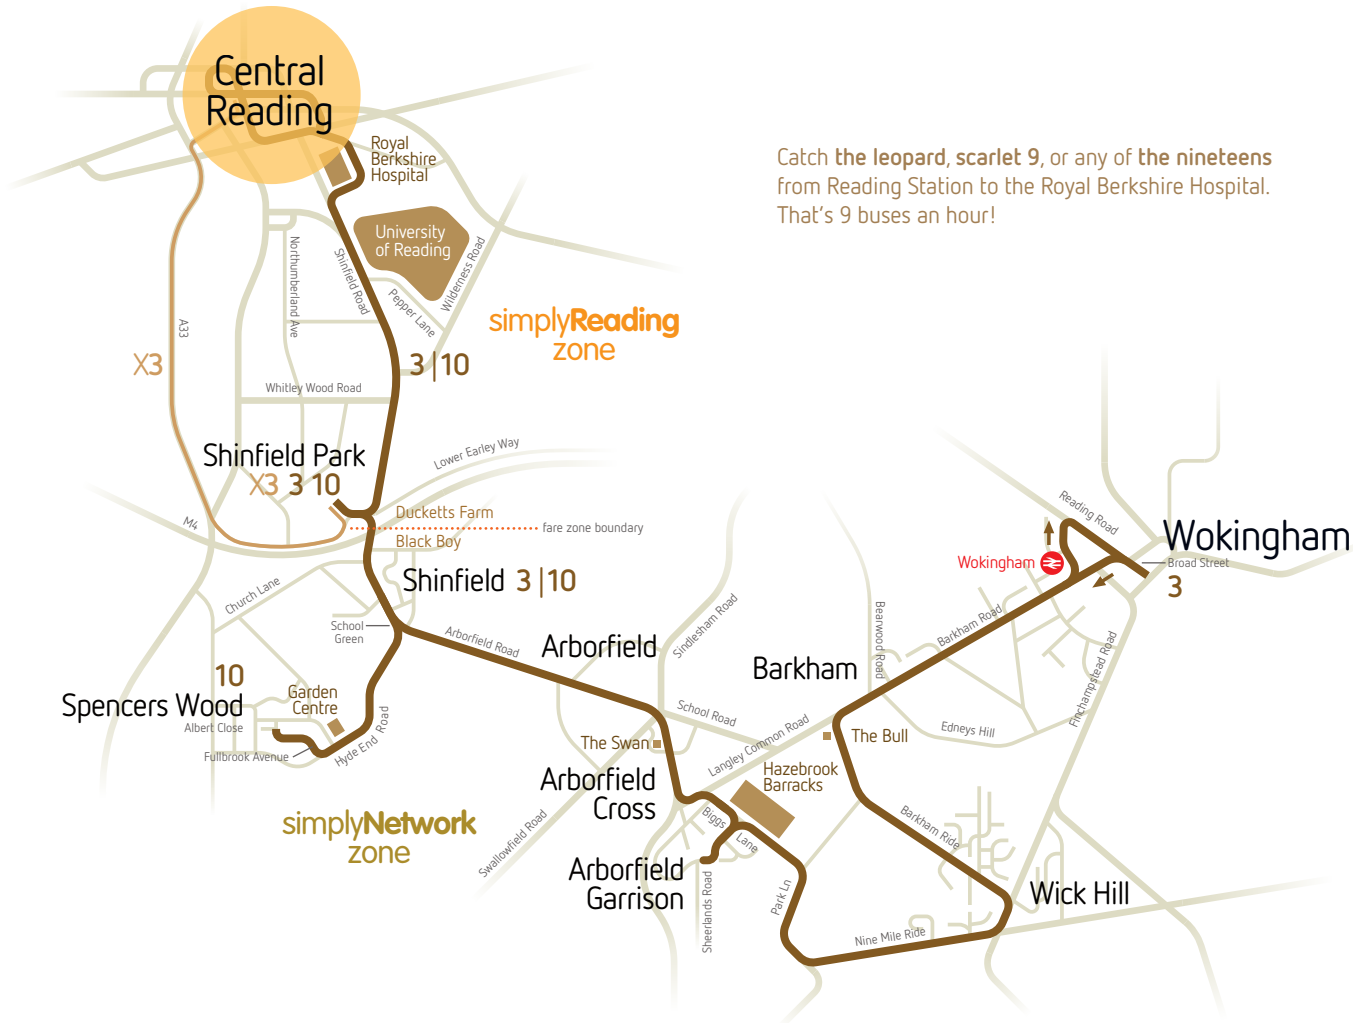 Central
Reading
Royal
Berkshire
Hospital
Catch the leopard, scarlet 9, or any of the nineteens
from Reading Station to the Royal Berkshire Hospital.
That's 9 buses an hour!
University
of Reading
Northumberland Ave
Shinfield Road
Pepper Lane
Wilderness Road
A33
simplyReading
zone
X3
3 | 10
Whitley Wood Road
Shinfield Park
X3 3 10
Lower Earley Way
M4
Ducketts Farm
fare zone boundary
Black Boy
Reading Road
Wokingham
Wokingham
Broad Street
3
Shinfield 3 | 10
Church Lane
School
Green
Arborfield Road
Arborfield
Sindlesham Road
Bearwood Road
Barkham Road
Finchampstead Road
Barkham
10
Spencers Wood
Albert Close
Garden
Centre
Fullbrook Avenue
Hyde End Road
School Road
The Swan
Langley Common Road
The Bull
Edneys Hill
Arborfield
Cross
Hazebrook
Barracks
simplyNetwork
zone
Swallowfield Road
Biggs
Lane
Barkham Ride
Arborfield
Garrison
Sheerlands Road
Park Ln
Wick Hill
Nine Mile Ride